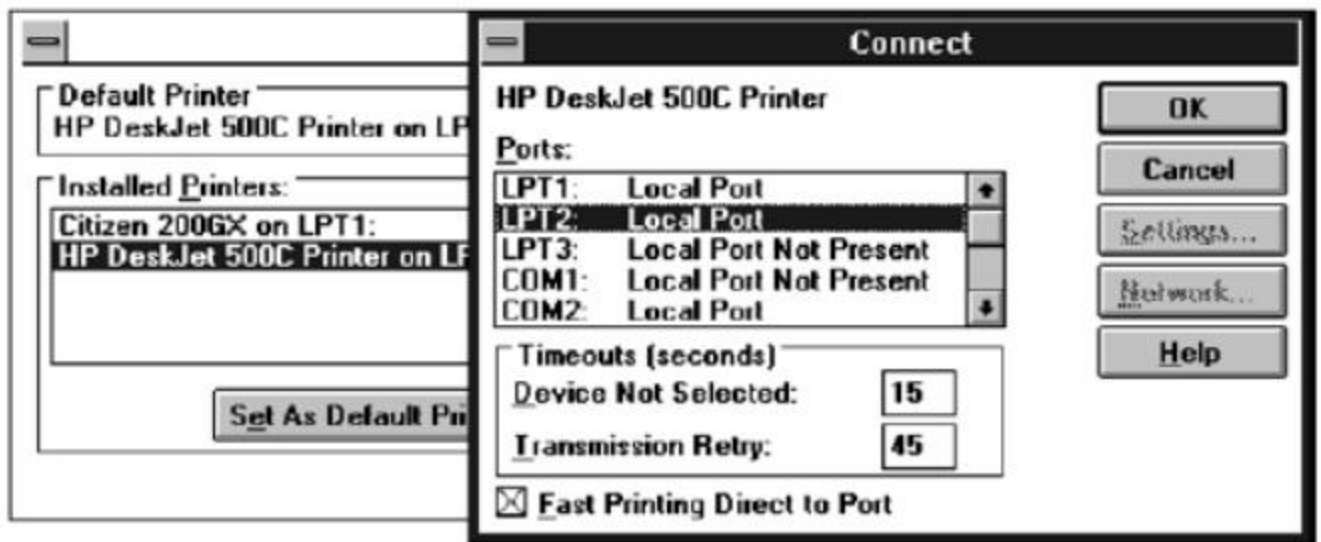 Default Printer
HP DeskJet 500C Printer on LP
Installed Printers:
Citizen 200GX on LPT1:
HP DeskJet 500C Printer on LP
Set As Default Pri
Connect
HP DeskJet 500C Printer
Ports:
LPT1: Local Port
LPT2: Local Port
LPT3: Local Port Not Present
COM1: Local Port Not Present
COM2: Local Port
Timeouts (seconds)
Device Not Selected: 15
Transmission Retry: 45
Fast Printing Direct to Port
OK
Cancel
Settings...
Network...
Help